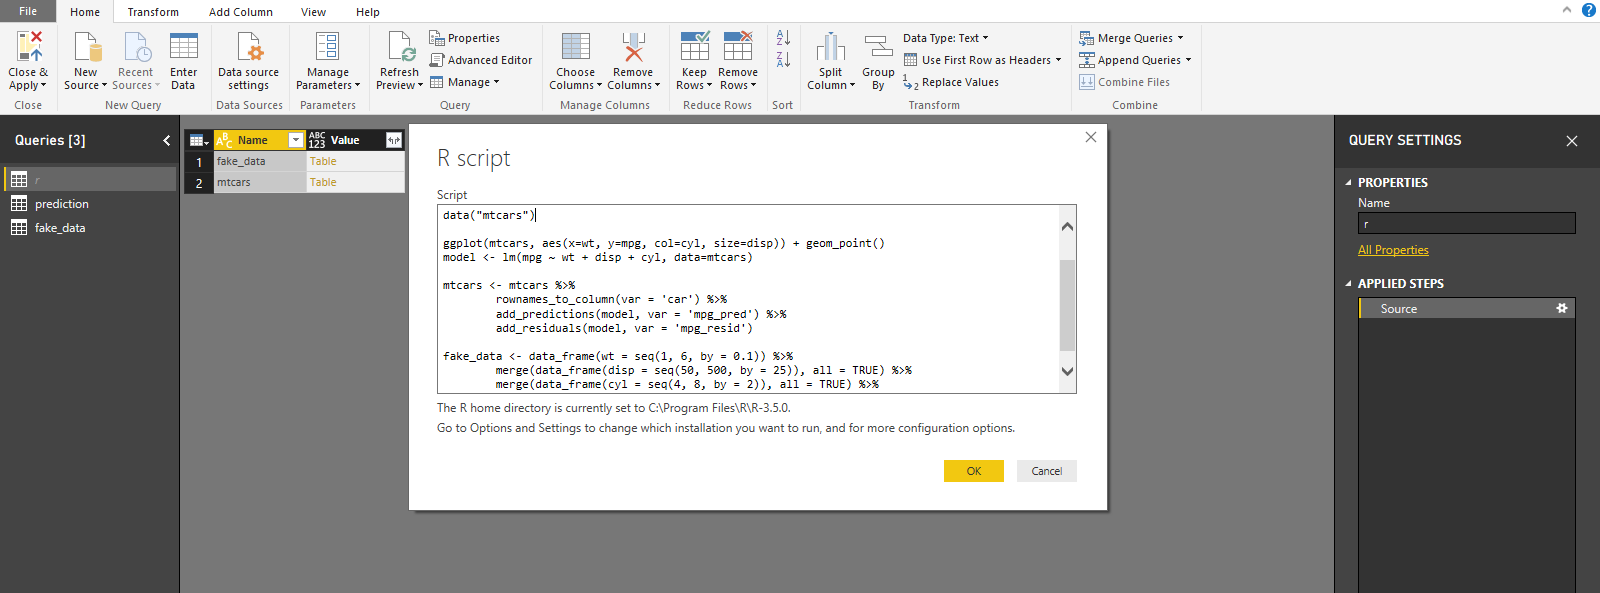 File Home Transform Add Column View Help
Close & Apply
Close
New Source
Recent Sources
Enter Data
New Query
Data source settings
Data Sources
Manage Parameters
Parameters
Refresh Preview
Properties
Advanced Editor
Manage
Query
Choose Columns
Remove Columns
Manage Columns
Keep Rows
Remove Rows
Reduce Rows
A
Z
Z
A
Sort
Split Column
Group By
Data Type: Text
Use First Row as Headers
1
2 Replace Values
Transform
Merge Queries
Append Queries
Combine Files
Combine
Queries [3]
r
prediction
fake_data
ABC Name ABC 123 Value
1 fake_data Table
2 mtcars Table
R script
Script
data("mtcars")
ggplot(mtcars, aes(x=wt, y=mpg, col=cyl, size=disp)) + geom_point()
model <- lm(mpg ~ wt + disp + cyl, data=mtcars)
mtcars <- mtcars %>%
rownames_to_column(var = 'car') %>%
add_predictions(model, var = 'mpg_pred') %>%
add_residuals(model, var = 'mpg_resid')
fake_data <- data_frame(wt = seq(1, 6, by = 0.1)) %>%
merge(data_frame(disp = seq(50, 500, by = 25)), all = TRUE) %>%
merge(data_frame(cyl = seq(4, 8, by = 2)), all = TRUE) %>%
The R home directory is currently set to C:\Program Files\R\R-3.5.0.
Go to Options and Settings to change which installation you want to run, and for more configuration options.
OK Cancel
QUERY SETTINGS
PROPERTIES
Name
r
All Properties
APPLIED STEPS
Source